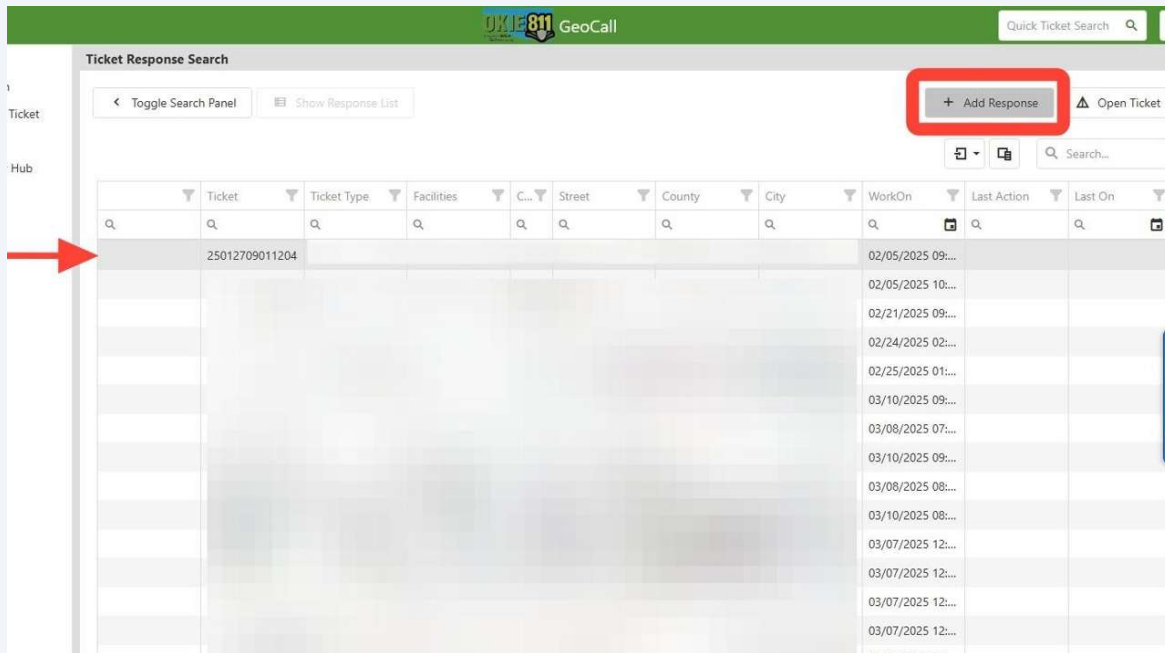 OKIE811 GeoCall Quick Ticket Search
Ticket Response Search
Toggle Search Panel Show Response List + Add Response Open Ticket
Ticket
Hub
Search...
Ticket Ticket Type Facilities C... Street County City WorkOn Last Action Last On
25012709011204 02/05/2025 09:...
02/05/2025 10:...
02/21/2025 09:...
02/24/2025 02:...
02/25/2025 01:...
03/10/2025 09:...
03/08/2025 07:...
03/10/2025 09:...
03/08/2025 08:...
03/10/2025 08:...
03/07/2025 12:...
03/07/2025 12:...
03/07/2025 12:...
03/07/2025 12:...